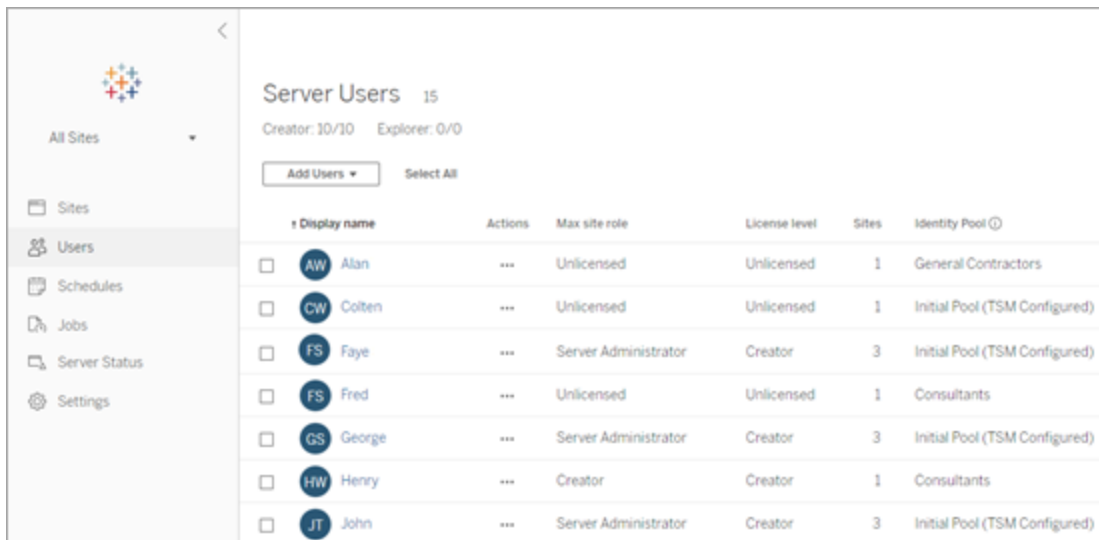 All Sites
Sites
Users
Schedules
Jobs
Server Status
Settings
Server Users 15
Creator: 10/10 Explorer: 0/0
Add Users Select All
↑ Display name Actions Max site role License level Sites Identity Pool
AW Alan ... Unlicensed Unlicensed 1 General Contractors
CW Colten ... Unlicensed Unlicensed 1 Initial Pool (TSM Configured)
FS Faye ... Server Administrator Creator 3 Initial Pool (TSM Configured)
FS Fred ... Unlicensed Unlicensed 1 Consultants
GS George ... Server Administrator Creator 3 Initial Pool (TSM Configured)
HW Henry ... Creator Creator 1 Consultants
JT John ... Server Administrator Creator 3 Initial Pool (TSM Configured)